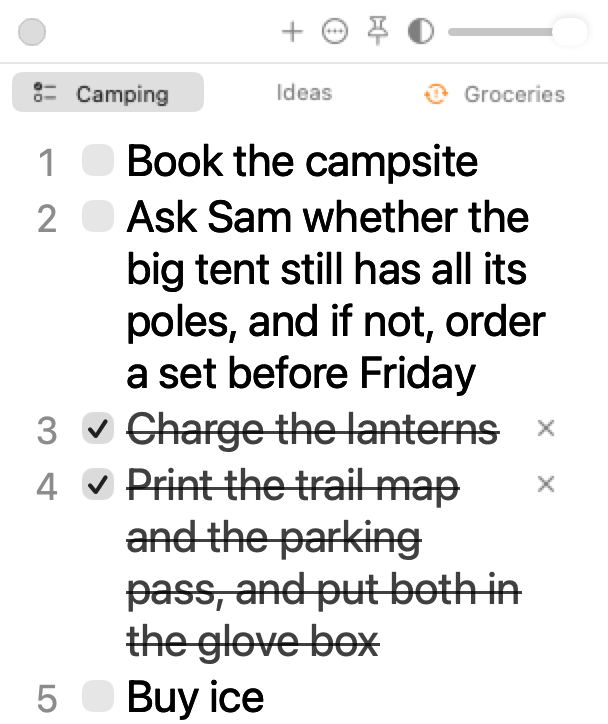 Camping
Ideas
Groceries
1 Book the campsite
2 Ask Sam whether the
big tent still has all its
poles, and if not, order
a set before Friday
3 Charge the lanterns
4 Print the trail map
and the parking
pass, and put both in
the glove box
5 Buy ice